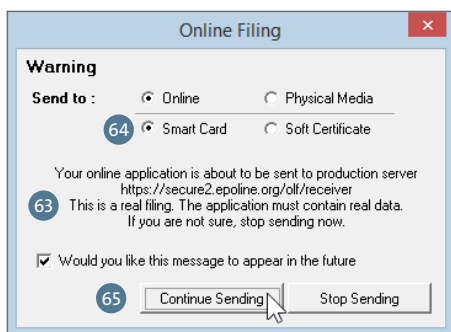 Online Filing
Warning
Send to :
Online
Physical Media
64
Smart Card
Soft Certificate
Your online application is about to be sent to production server
https://secure2.epoline.org/olf/receiver
63
This is a real filing. The application must contain real data.
If you are not sure, stop sending now.
Would you like this message to appear in the future
65
Continue Sending
Stop Sending